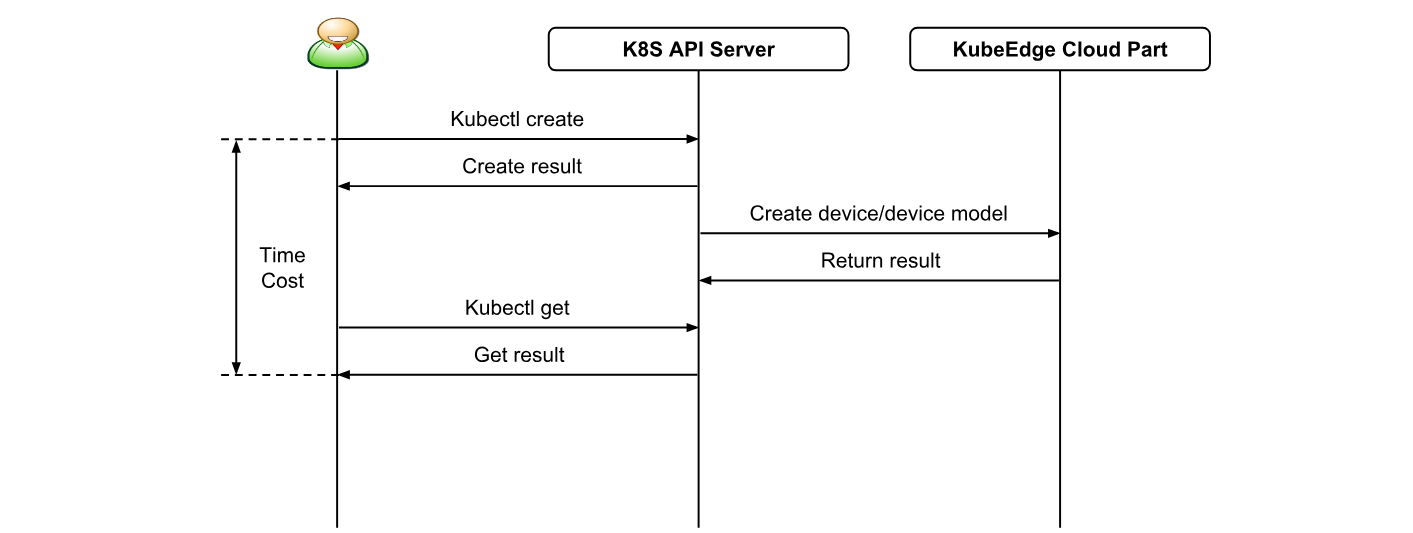 K8S API Server
KubeEdge Cloud Part
Kubectl create
Create result
Create device/device model
Time
Cost
Return result
Kubectl get
Get result